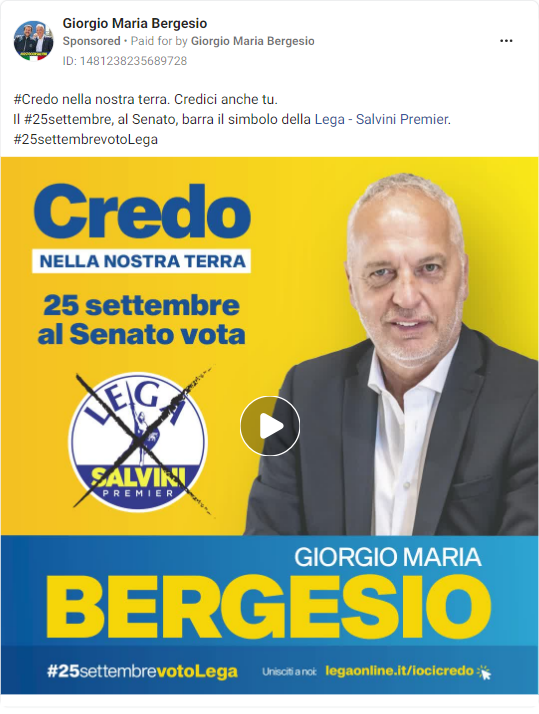 Giorgio Maria Bergesio
Sponsored • Paid for by Giorgio Maria Bergesio
ID: 1481238235689728
#Credo nella nostra terra. Credici anche tu.
Il #25settembre, al Senato, barra il simbolo della Lega - Salvini Premier.
#25settembrevotoLega
Credo
NELLA NOSTRA TERRA
25 settembre
al Senato vota
LEGA
SALVINI
PREMIER
GIORGIO MARIA
BERGESIO
#25settembrevotoLega
Unisciti a noi: legaonline.it/iocicredo